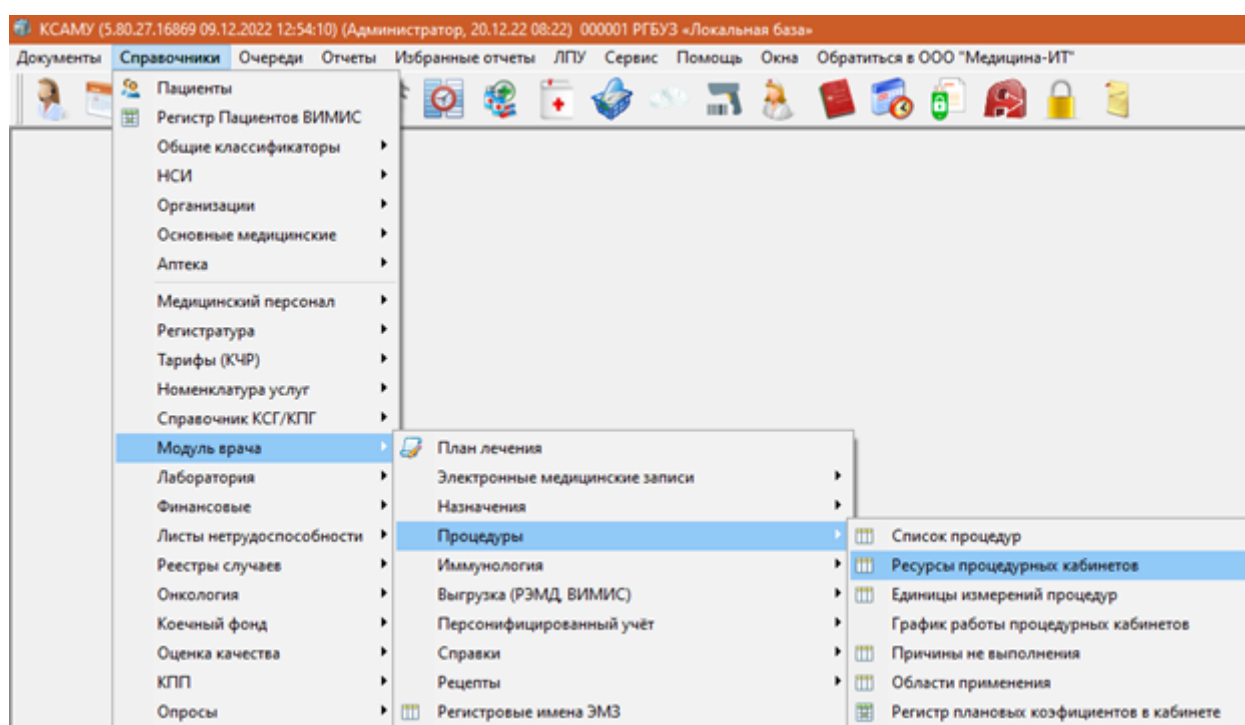 КСАМУ (5.80.27.16869 09.12.2022 12:54:10) (Администратор, 20.12.22 08:22) 000001 РГБУЗ «Локальная база»
Документы Справочники Очереди Отчеты Избранные отчеты ЛПУ Сервис Помощь Окна Обратиться в ООО "Медицина-ИТ"
Пациенты
Регистр Пациентов ВИМИС
Общие классификаторы
НСИ
Организации
Основные медицинские
Аптека
Медицинский персонал
Регистратура
Тарифы (КЧР)
Номенклатура услуг
Справочник КСГ/КПГ
Модуль врача
Лаборатория
Финансовые
Листы нетрудоспособности
Реестры случаев
Онкология
Коечный фонд
Оценка качества
КПП
Опросы
План лечения
Электронные медицинские записи
Назначения
Процедуры
Иммунология
Выгрузка (РЭМД, ВИМИС)
Персонифицированный учёт
Справки
Рецепты
Регистровые имена ЭМЗ
Список процедур
Ресурсы процедурных кабинетов
Единицы измерений процедур
График работы процедурных кабинетов
Причины не выполнения
Области применения
Регистр плановых коэфициентов в кабинете